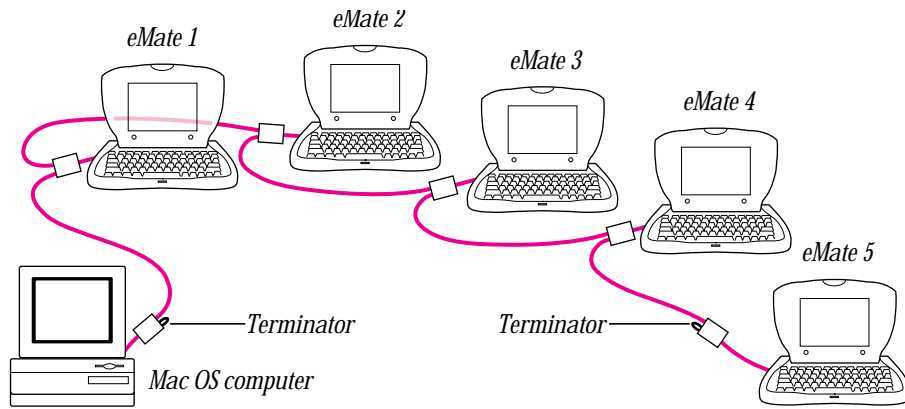 eMate 1
eMate 2
eMate 3
eMate 4
eMate 5
Terminator
Terminator
Mac OS computer